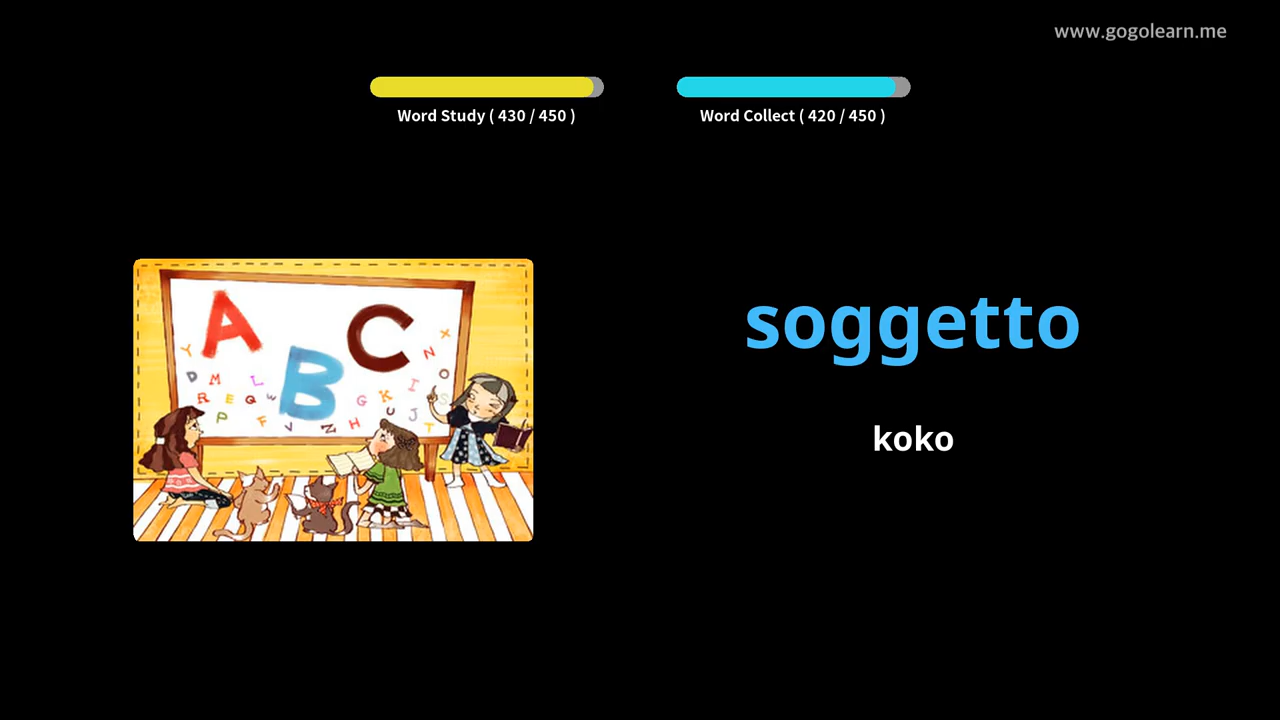 www.gogolearn.me
Word Study ( 430 / 450 )
Word Collect ( 420 / 450 )
soggetto
koko
A
B
C
X
Y
N
D M L
O
R E Q W
G K I
S
P
F
V
Z
H
U
J
T